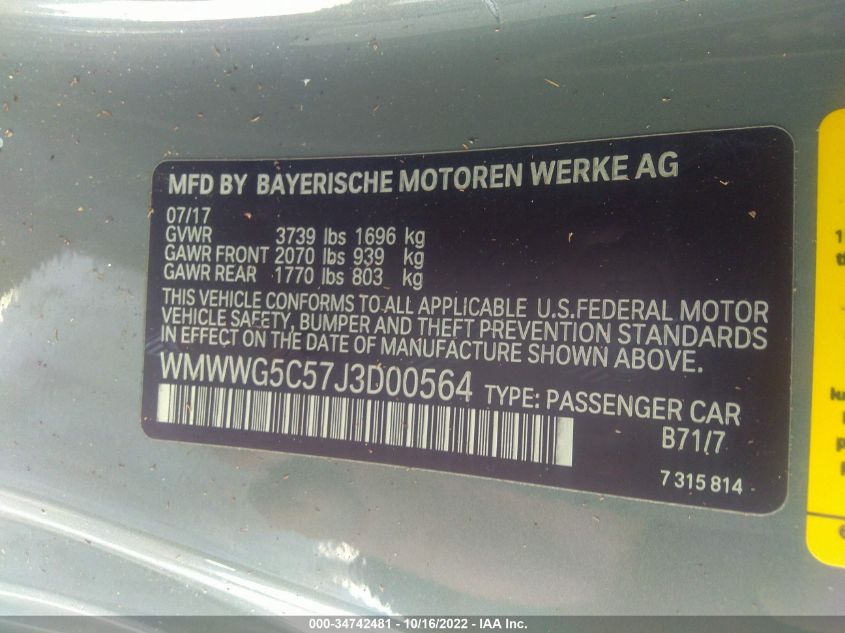 MFD BY BAYERISCHE MOTOREN WERKE AG
07/17
GVWR 3739 lbs 1696 kg
GAWR FRONT 2070 lbs 939 kg
GAWR REAR 1770 lbs 803 kg
THIS VEHICLE CONFORMS TO ALL APPLICABLE U.S.FEDERAL MOTOR
VEHICLE SAFETY, BUMPER AND THEFT PREVENTION STANDARDS
IN EFFECT ON THE DATE OF MANUFACTURE SHOWN ABOVE.
WMWWG5C57J3D00564 TYPE: PASSENGER CAR
B71/7
7 315 814
000-34742481 - 10/16/2022 - IAA Inc.